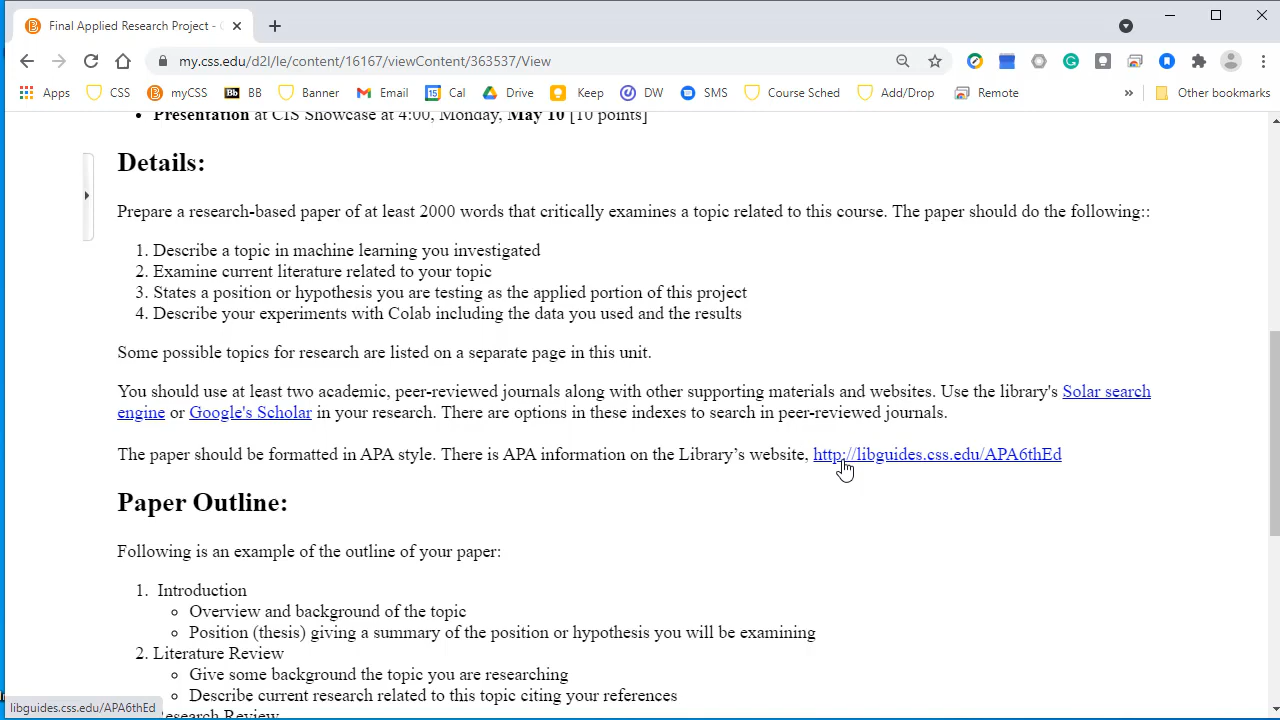 Final Applied Research Project - C
my.css.edu/d2l/le/content/16167/viewContent/363537/View
Apps CSS myCSS BB Banner Email Cal Drive Keep DW SMS Course Sched Add/Drop Remote » Other bookmarks
• Presentation at CIS Showcase at 4:00, Monday, May 10 [10 points]
Details:
Prepare a research-based paper of at least 2000 words that critically examines a topic related to this course. The paper should do the following::
1. Describe a topic in machine learning you investigated
2. Examine current literature related to your topic
3. States a position or hypothesis you are testing as the applied portion of this project
4. Describe your experiments with Colab including the data you used and the results
Some possible topics for research are listed on a separate page in this unit.
You should use at least two academic, peer-reviewed journals along with other supporting materials and websites. Use the library's Solar search
engine or Google's Scholar in your research. There are options in these indexes to search in peer-reviewed journals.
The paper should be formatted in APA style. There is APA information on the Library’s website, http://libguides.css.edu/APA6thEd
Paper Outline:
Following is an example of the outline of your paper:
1. Introduction
◦ Overview and background of the topic
◦ Position (thesis) giving a summary of the position or hypothesis you will be examining
2. Literature Review
◦ Give some background the topic you are researching
◦ Describe current research related to this topic citing your references
Research Review
libguides.css.edu/APA6thEd